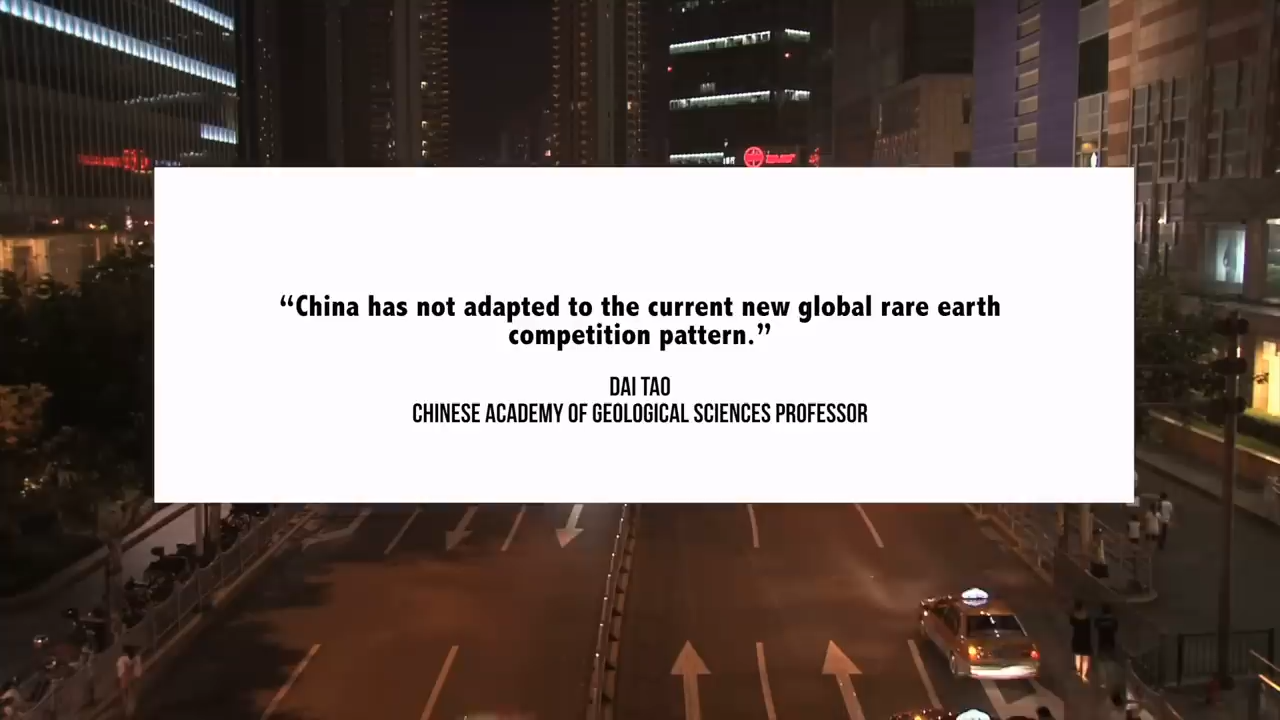 “China has not adapted to the current new global rare earth
competition pattern.”
DAI TAO
CHINESE ACADEMY OF GEOLOGICAL SCIENCES PROFESSOR